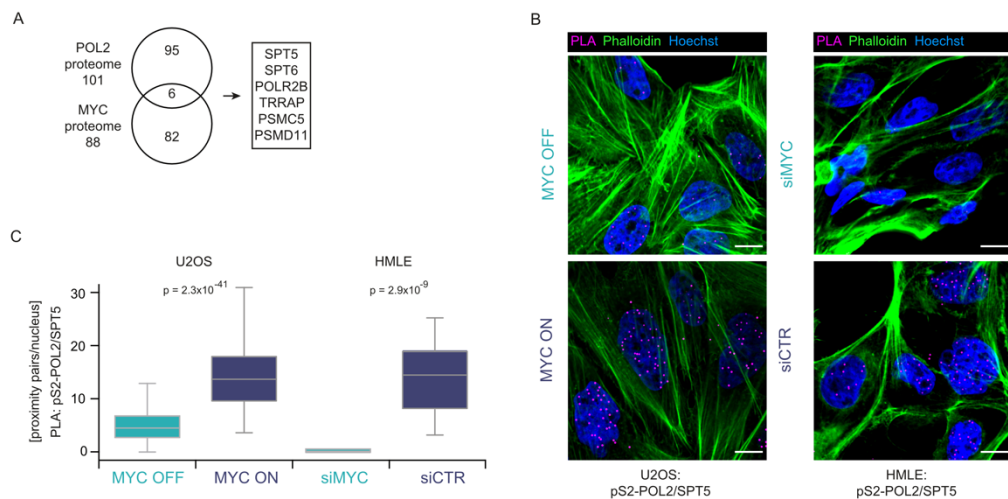 A
POL2
proteome
101
95
6
MYC
proteome
88
82
SPT5
SPT6
POLR2B
TRRAP
PSMC5
PSMD11
B
PLA Phalloidin Hoechst
PLA Phalloidin Hoechst
MYC OFF
siMYC
MYC ON
siCTR
U2OS:
pS2-POL2/SPT5
HMLE:
pS2-POL2/SPT5
C
U2OS
HMLE
p = 2.3x10-41
p = 2.9x10-9
[proximity pairs/nucleus]
PLA: pS2-POL2/SPT5
30
20
10
0
MYC OFF
MYC ON
siMYC
siCTR